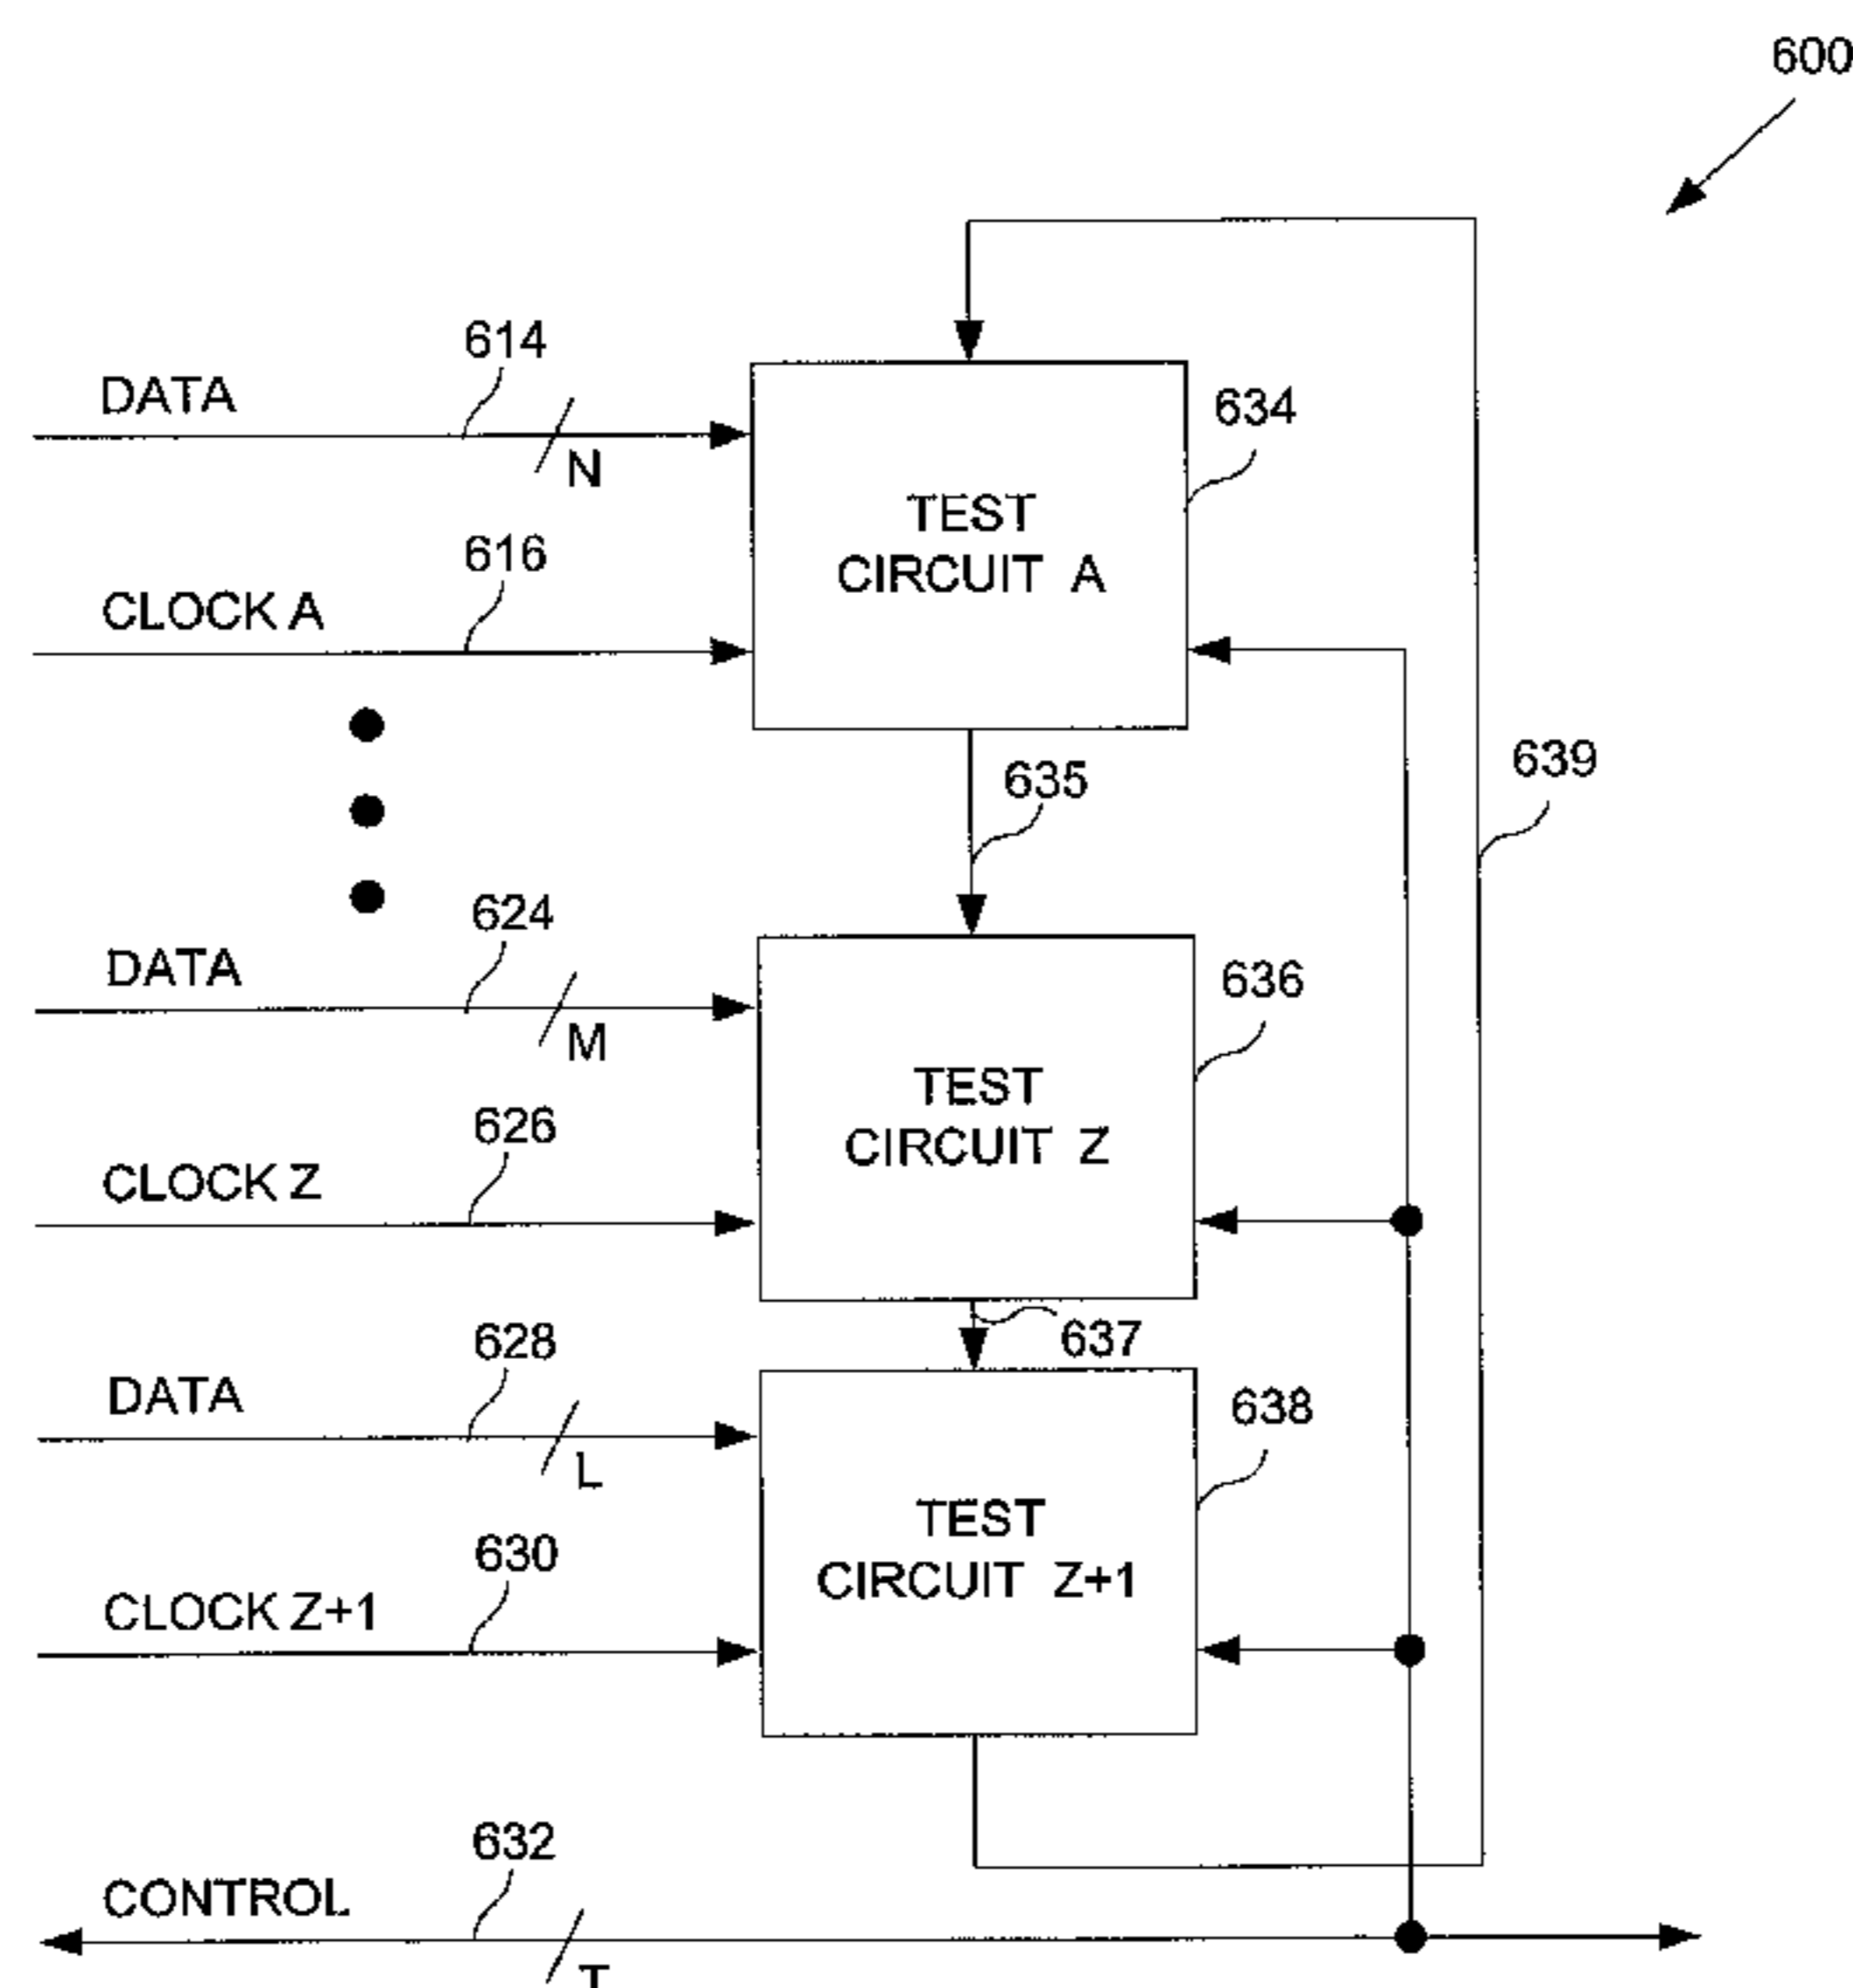 600
614
DATA
N
634
TEST
CIRCUIT A
616
CLOCK A
639
635
624
DATA
M
636
TEST
CIRCUIT Z
626
CLOCK Z
637
628
DATA
L
638
TEST
CIRCUIT Z+1
630
CLOCK Z+1
632
CONTROL
T